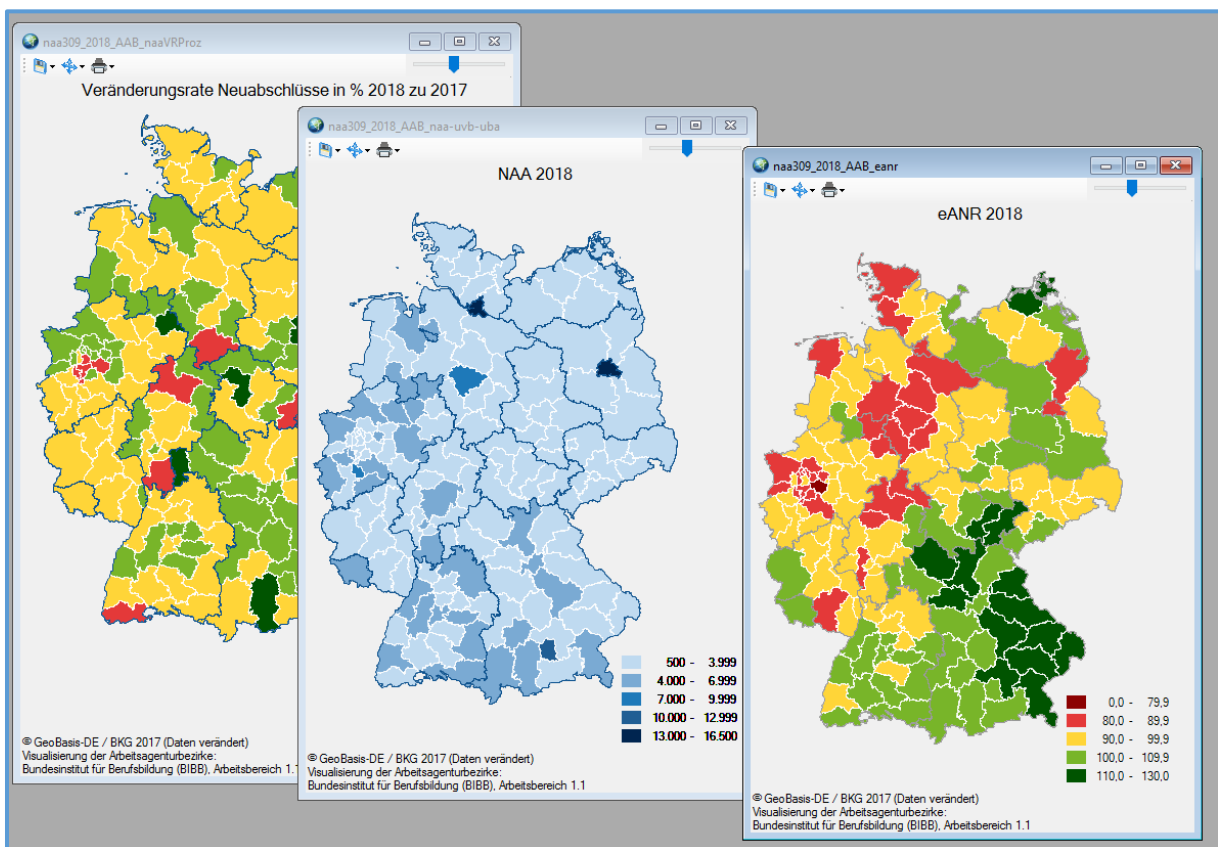 naa309_2018_AAB_naaVRProz
Veränderungsrate Neuabschlüsse in % 2018 zu 2017
© GeoBasis-DE / BKG 2017 (Daten verändert)
Visualisierung der Arbeitsagenturbezirke:
Bundesinstitut für Berufsbildung (BIBB), Arbeitsbereich 1.1
naa309_2018_AAB_naa-uvb-uba
NAA 2018
500 - 3.999
4.000 - 6.999
7.000 - 9.999
10.000 - 12.999
13.000 - 16.500
© GeoBasis-DE / BKG 2017 (Daten verändert)
Visualisierung der Arbeitsagenturbezirke:
Bundesinstitut für Berufsbildung (BIBB), Arbeitsbereich 1.1
naa309_2018_AAB_eanr
eANR 2018
0,0 - 79,9
80,0 - 89,9
90,0 - 99,9
100,0 - 109,9
110,0 - 130,0
© GeoBasis-DE / BKG 2017 (Daten verändert)
Visualisierung der Arbeitsagenturbezirke:
Bundesinstitut für Berufsbildung (BIBB), Arbeitsbereich 1.1